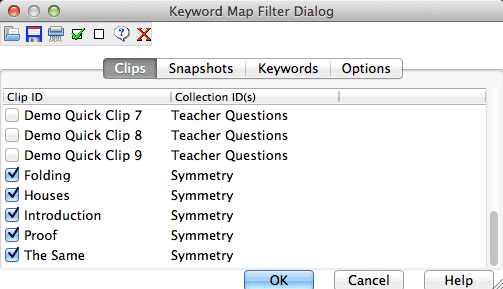 Keyword Map Filter Dialog
Clips Snapshots Keywords Options
Clip ID Collection ID(s)
Demo Quick Clip 7 Teacher Questions
Demo Quick Clip 8 Teacher Questions
Demo Quick Clip 9 Teacher Questions
Folding Symmetry
Houses Symmetry
Introduction Symmetry
Proof Symmetry
The Same Symmetry
OK Cancel Help